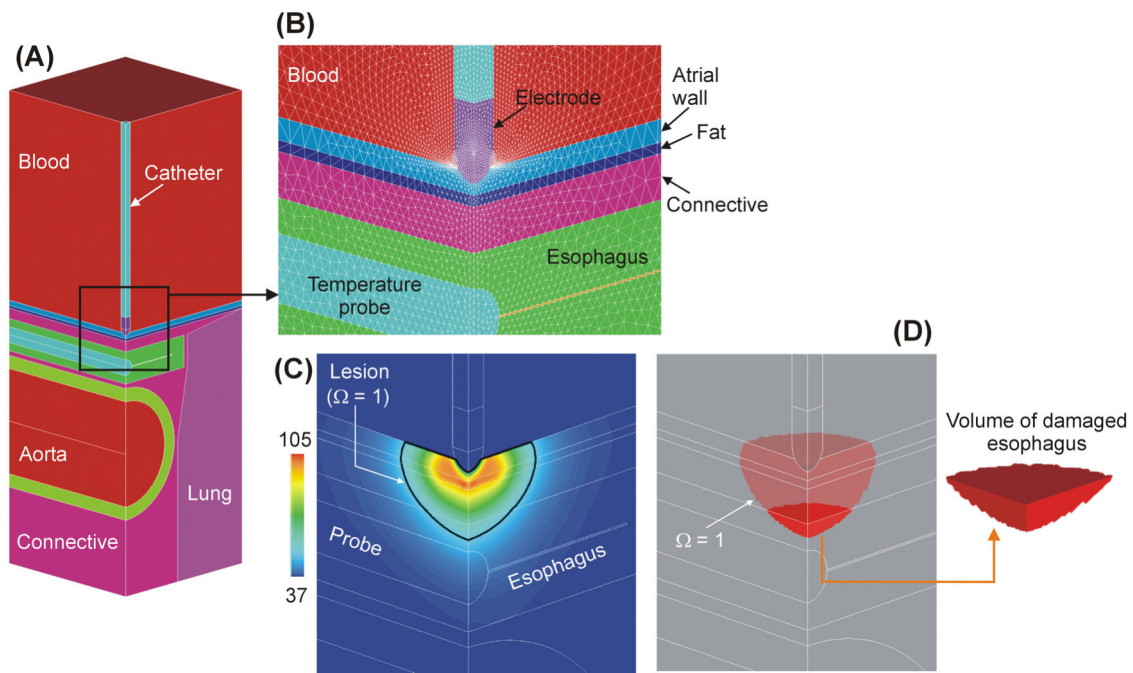 (A)
Blood
Catheter
Aorta
Lung
Connective
(B)
Blood
Electrode
Atrial
wall
Fat
Connective
Esophagus
Temperature
probe
(C)
Lesion
(Ω = 1)
105
37
Probe
Esophagus
(D)
Ω = 1
Volume of damaged
esophagus